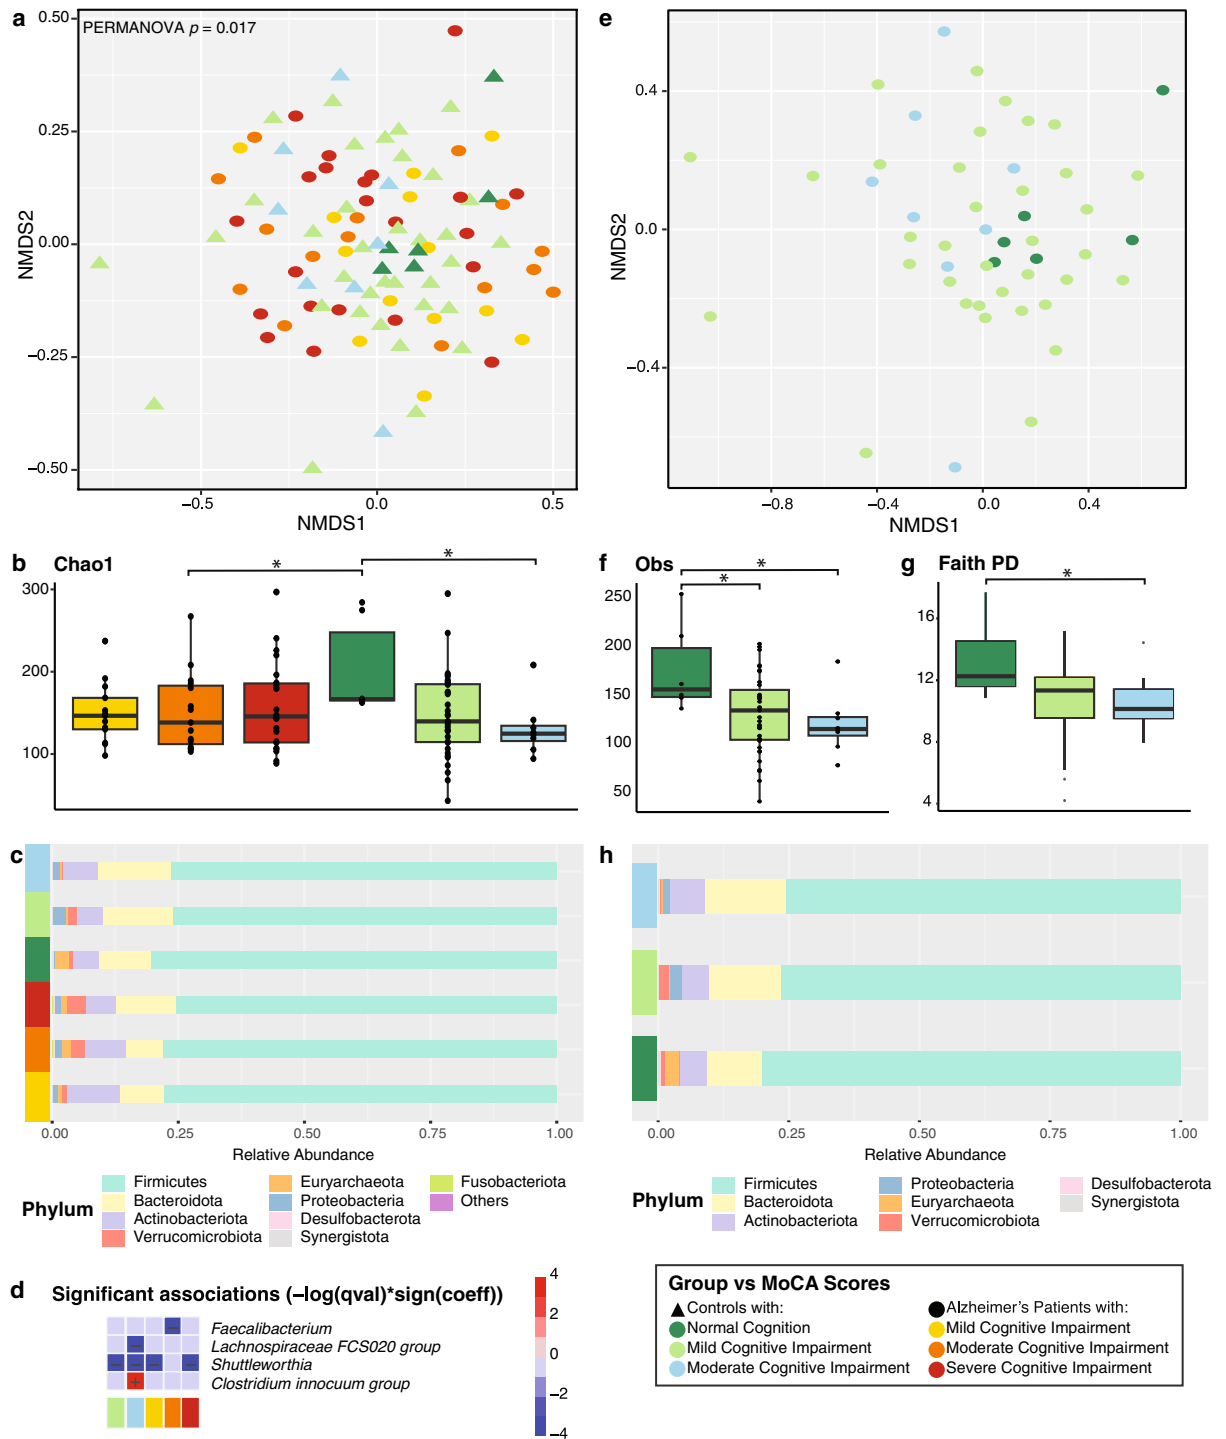 a
PERMANOVA p = 0.017
0.50
0.25
0.00
−0.25
−0.50
NMDS2
−0.5
0.0
0.5
NMDS1
e
0.4
0.0
−0.4
NMDS2
−0.8
−0.4
0.0
0.4
NMDS1
b Chao1
*
*
300
200
100
f Obs
*
*
250
200
150
100
50
g Faith PD
*
16
12
8
4
c
0.00
0.25
0.50
0.75
1.00
Relative Abundance
Phylum
Firmicutes
Bacteroidota
Actinobacteriota
Verrucomicrobiota
Euryarchaeota
Proteobacteria
Desulfobacterota
Synergistota
Fusobacteriota
Others
h
0.00
0.25
0.50
0.75
1.00
Relative Abundance
Phylum
Firmicutes
Bacteroidota
Actinobacteriota
Proteobacteria
Euryarchaeota
Verrucomicrobiota
Desulfobacterota
Synergistota
d Significant associations (−log(qval)*sign(coeff))
− Faecalibacterium
− Lachnospiraceae FCS020 group
− − − − Shuttleworthia
+ Clostridium innocuum group
4
2
0
−2
−4
Group vs MoCA Scores
Controls with:
Normal Cognition
Mild Cognitive Impairment
Moderate Cognitive Impairment
Alzheimer's Patients with:
Mild Cognitive Impairment
Moderate Cognitive Impairment
Severe Cognitive Impairment